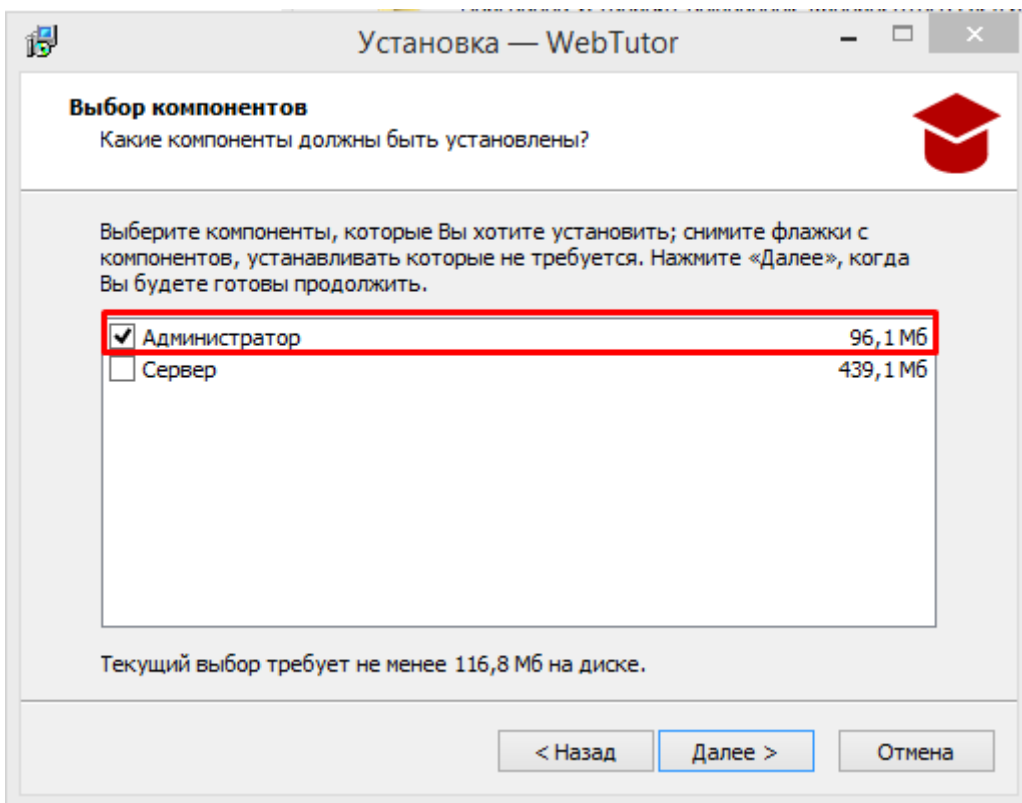 Установка — WebTutor
Выбор компонентов
Какие компоненты должны быть установлены?
Выберите компоненты, которые Вы хотите установить; снимите флажки с
компонентов, устанавливать которые не требуется. Нажмите «Далее», когда
Вы будете готовы продолжить.
Администратор 96,1 Мб
Сервер 439,1 Мб
Текущий выбор требует не менее 116,8 Мб на диске.
< Назад Далее > Отмена